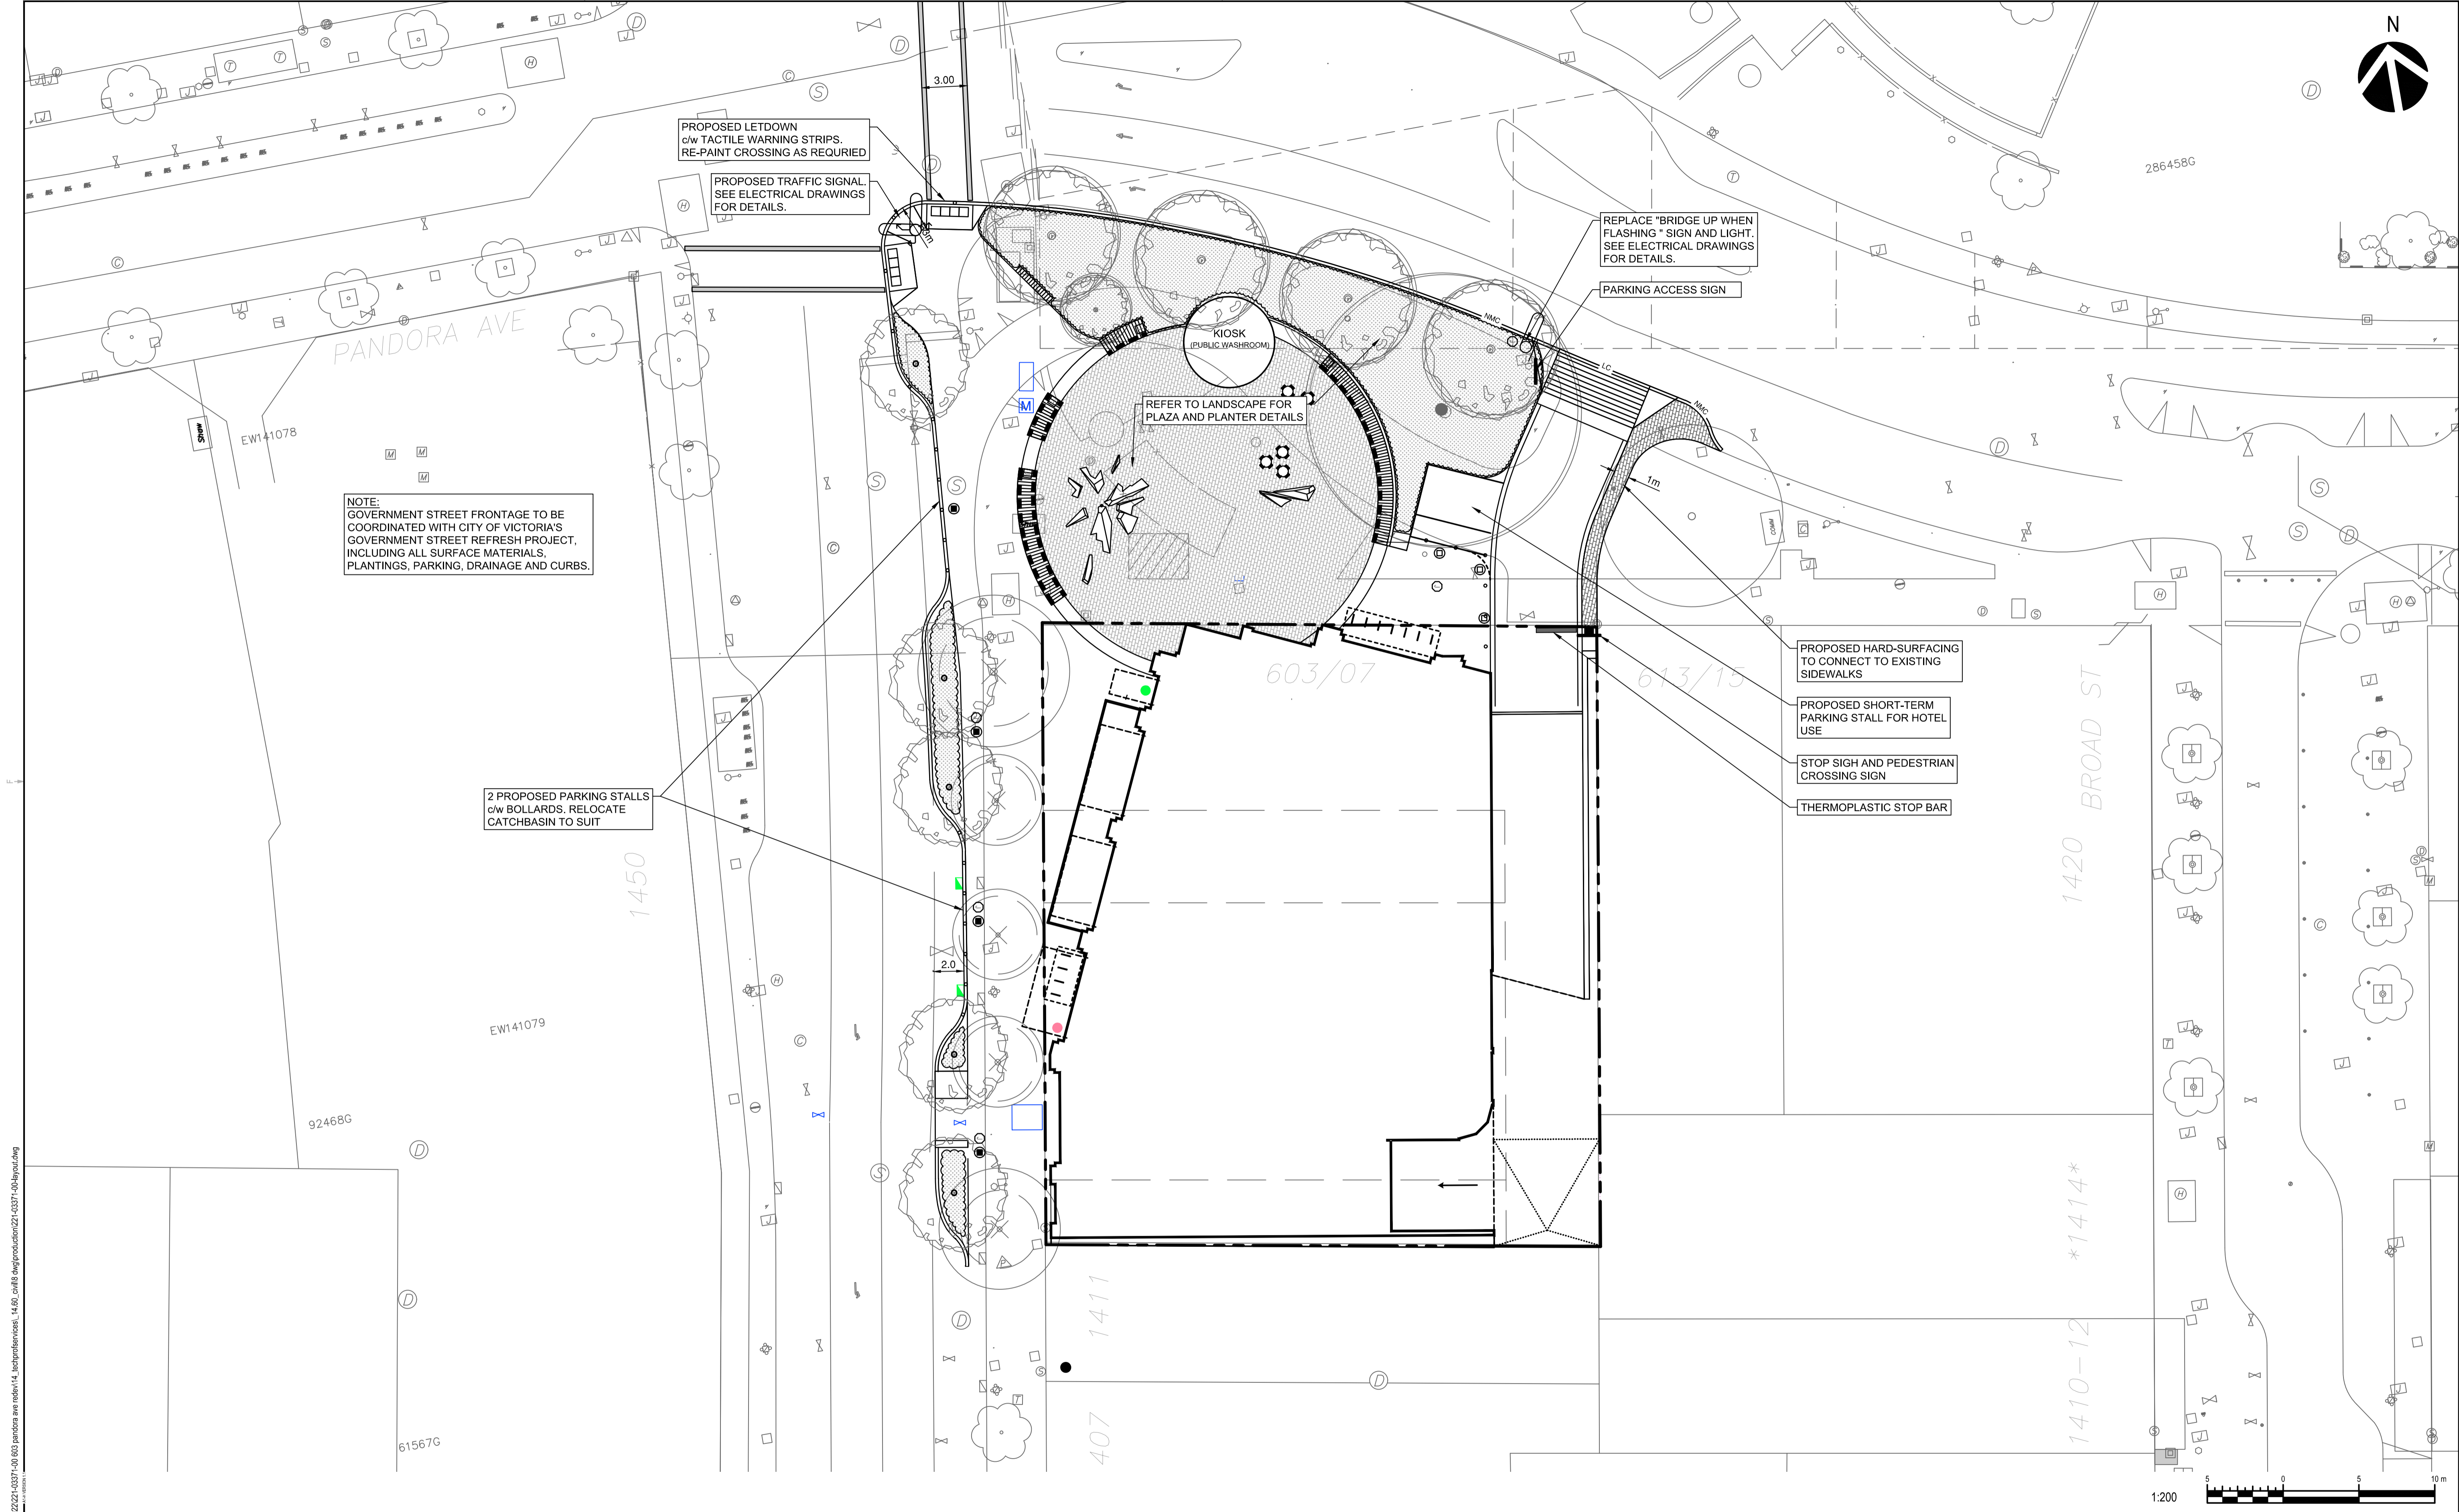 N
3.00
PROPOSED LETDOWN
c/w TACTILE WARNING STRIPS.
RE-PAINT CROSSING AS REQURIED
PROPOSED TRAFFIC SIGNAL.
SEE ELECTRICAL DRAWINGS
FOR DETAILS.
286458G
REPLACE "BRIDGE UP WHEN
FLASHING " SIGN AND LIGHT.
SEE ELECTRICAL DRAWINGS
FOR DETAILS.
PARKING ACCESS SIGN
NMC
PANDORA AVE
KIOSK
(PUBLIC WASHROOM)
LC
NMC
REFER TO LANDSCAPE FOR
PLAZA AND PLANTER DETAILS
Shaw
EW141078
1m
NOTE:
GOVERNMENT STREET FRONTAGE TO BE
COORDINATED WITH CITY OF VICTORIA'S
GOVERNMENT STREET REFRESH PROJECT,
INCLUDING ALL SURFACE MATERIALS,
PLANTINGS, PARKING, DRAINAGE AND CURBS.
COMM
603/07
613/15
PROPOSED HARD-SURFACING
TO CONNECT TO EXISTING
SIDEWALKS
PROPOSED SHORT-TERM
PARKING STALL FOR HOTEL
USE
STOP SIGH AND PEDESTRIAN
CROSSING SIGN
THERMOPLASTIC STOP BAR
BROAD ST
2 PROPOSED PARKING STALLS
c/w BOLLARDS. RELOCATE
CATCHBASIN TO SUIT
1450
1420
2.0
EW141079
92468G
*1414*
1411
1410-12
407
61567G
5 0 5 10 m
1:200